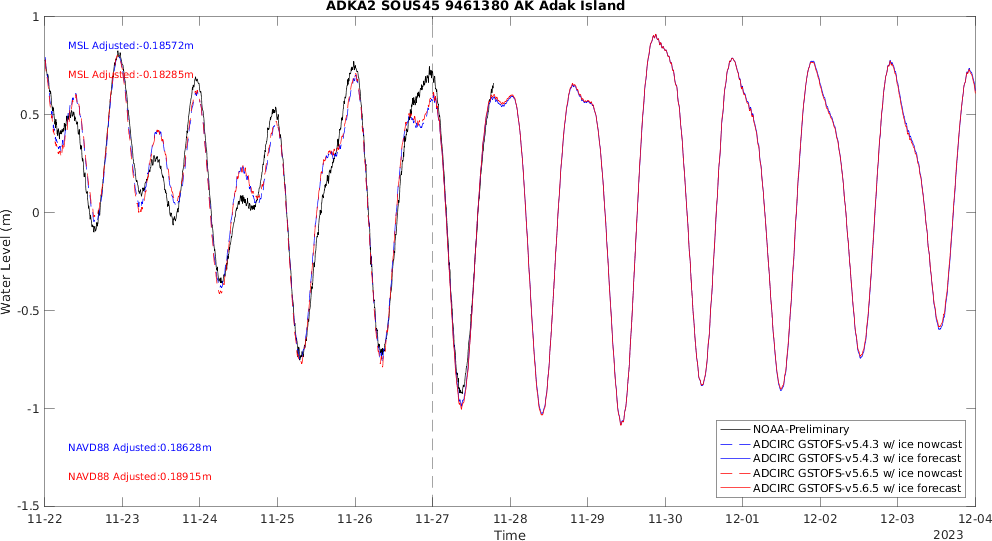 ADKA2 SOUS45 9461380 AK Adak Island
Water Level (m)
1
0.5
0
-0.5
-1
-1.5
MSL Adjusted:-0.18572m
MSL Adjusted:-0.18285m
NAVD88 Adjusted:0.18628m
NAVD88 Adjusted:0.18915m
NOAA-Preliminary
ADCIRC GSTOFS-v5.4.3 w/ ice nowcast
ADCIRC GSTOFS-v5.4.3 w/ ice forecast
ADCIRC GSTOFS-v5.6.5 w/ ice nowcast
ADCIRC GSTOFS-v5.6.5 w/ ice forecast
11-22 11-23 11-24 11-25 11-26 11-27 11-28 11-29 11-30 12-01 12-02 12-03 12-04
Time
2023